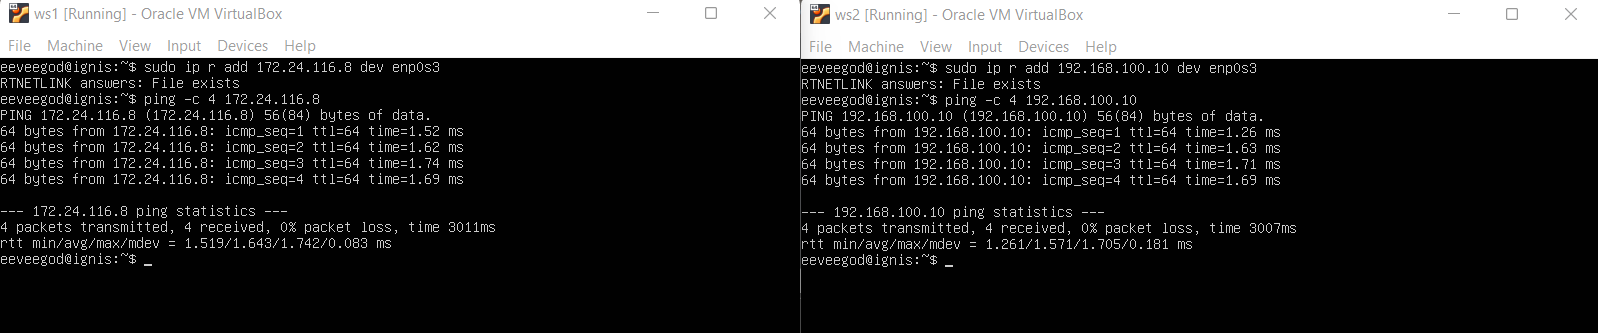 ws1 [Running] - Oracle VM VirtualBox
File Machine View Input Devices Help
eeveegod@ignis:~$ sudo ip r add 172.24.116.8 dev enp0s3
RTNETLINK answers: File exists
eeveegod@ignis:~$ ping -c 4 172.24.116.8
PING 172.24.116.8 (172.24.116.8) 56(84) bytes of data.
64 bytes from 172.24.116.8: icmp_seq=1 ttl=64 time=1.52 ms
64 bytes from 172.24.116.8: icmp_seq=2 ttl=64 time=1.62 ms
64 bytes from 172.24.116.8: icmp_seq=3 ttl=64 time=1.74 ms
64 bytes from 172.24.116.8: icmp_seq=4 ttl=64 time=1.69 ms
--- 172.24.116.8 ping statistics ---
4 packets transmitted, 4 received, 0% packet loss, time 3011ms
rtt min/avg/max/mdev = 1.519/1.643/1.742/0.083 ms
eeveegod@ignis:~$ _
ws2 [Running] - Oracle VM VirtualBox
File Machine View Input Devices Help
eeveegod@ignis:~$ sudo ip r add 192.168.100.10 dev enp0s3
RTNETLINK answers: File exists
eeveegod@ignis:~$ ping -c 4 192.168.100.10
PING 192.168.100.10 (192.168.100.10) 56(84) bytes of data.
64 bytes from 192.168.100.10: icmp_seq=1 ttl=64 time=1.26 ms
64 bytes from 192.168.100.10: icmp_seq=2 ttl=64 time=1.63 ms
64 bytes from 192.168.100.10: icmp_seq=3 ttl=64 time=1.71 ms
64 bytes from 192.168.100.10: icmp_seq=4 ttl=64 time=1.69 ms
--- 192.168.100.10 ping statistics ---
4 packets transmitted, 4 received, 0% packet loss, time 3007ms
rtt min/avg/max/mdev = 1.261/1.571/1.705/0.181 ms
eeveegod@ignis:~$ _